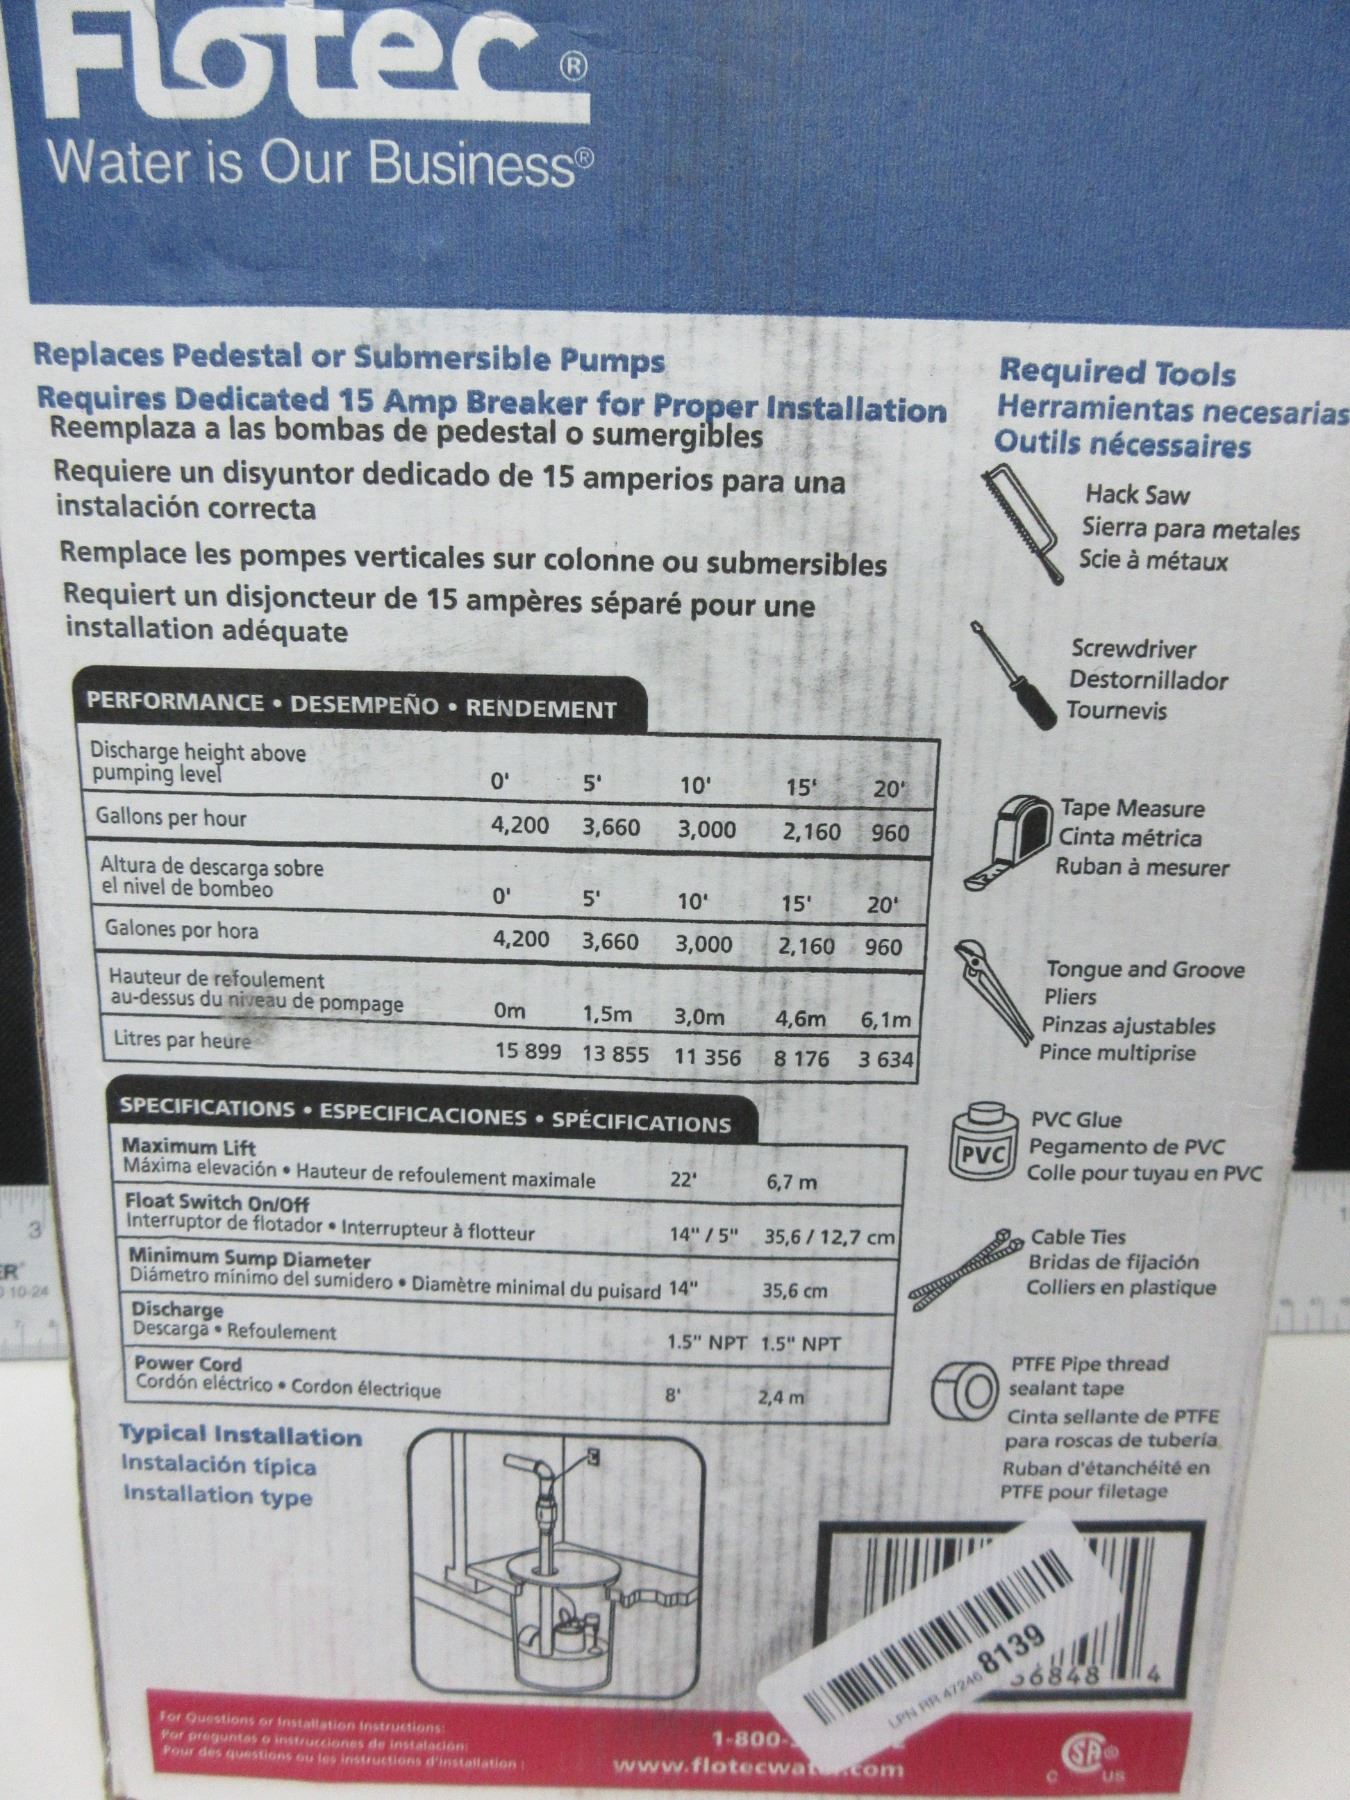 Flotec®
Water is Our Business®
Replaces Pedestal or Submersible Pumps
Requires Dedicated 15 Amp Breaker for Proper Installation
Reemplaza a las bombas de pedestal o sumergibles
Requiere un disyuntor dedicado de 15 amperios para una
instalación correcta
Remplace les pompes verticales sur colonne ou submersibles
Requiert un disjoncteur de 15 ampères séparé pour une
installation adéquate
PERFORMANCE • DESEMPEÑO • RENDEMENT
Discharge height above
pumping level 0' 5' 10' 15' 20'
Gallons per hour 4,200 3,660 3,000 2,160 960
Altura de descarga sobre
el nivel de bombeo 0' 5' 10' 15' 20'
Galones por hora 4,200 3,660 3,000 2,160 960
Hauteur de refoulement
au-dessus du niveau de pompage 0m 1,5m 3,0m 4,6m 6,1m
Litres par heure 15 899 13 855 11 356 8 176 3 634
SPECIFICATIONS • ESPECIFICACIONES • SPÉCIFICATIONS
Maximum Lift
Máxima elevación • Hauteur de refoulement maximale 22' 6,7 m
Float Switch On/Off
Interruptor de flotador • Interrupteur à flotteur 14" / 5" 35,6 / 12,7 cm
Minimum Sump Diameter
Diámetro mínimo del sumidero • Diamètre minimal du puisard 14" 35,6 cm
Discharge
Descarga • Refoulement 1.5" NPT 1.5" NPT
Power Cord
Cordón eléctrico • Cordon électrique 8' 2,4 m
Typical Installation
Instalación típica
Installation type
Required Tools
Herramientas necesarias
Outils nécessaires
Hack Saw
Sierra para metales
Scie à métaux
Screwdriver
Destornillador
Tournevis
Tape Measure
Cinta métrica
Ruban à mesurer
Tongue and Groove
Pliers
Pinzas ajustables
Pince multiprise
PVC
PVC Glue
Pegamento de PVC
Colle pour tuyau en PVC
Cable Ties
Bridas de fijación
Colliers en plastique
PTFE Pipe thread
sealant tape
Cinta sellante de PTFE
para roscas de tubería
Ruban d'étanchéité en
PTFE pour filetage
8139
LPN RR 47246
6848 4
For Questions or Installation Instructions:
Por preguntas o instrucciones de instalación:
Pour des questions ou les instructions d'installation :
1-800-
www.flotecwat .com
SA ®
C US
3
10-24